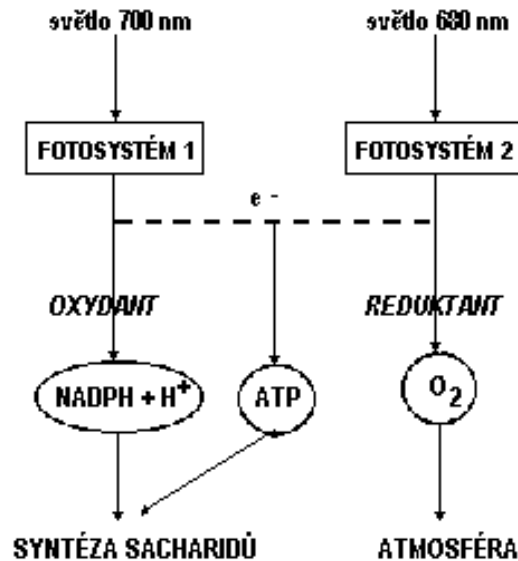 světlo 700 nm
světlo 680 nm
FOTOSYSTÉM 1
FOTOSYSTÉM 2
e -
OXYDANT
REDUKTANT
NADPH + H+
ATP
O2
SYNTÉZA SACHARIDŮ
ATMOSFÉRA